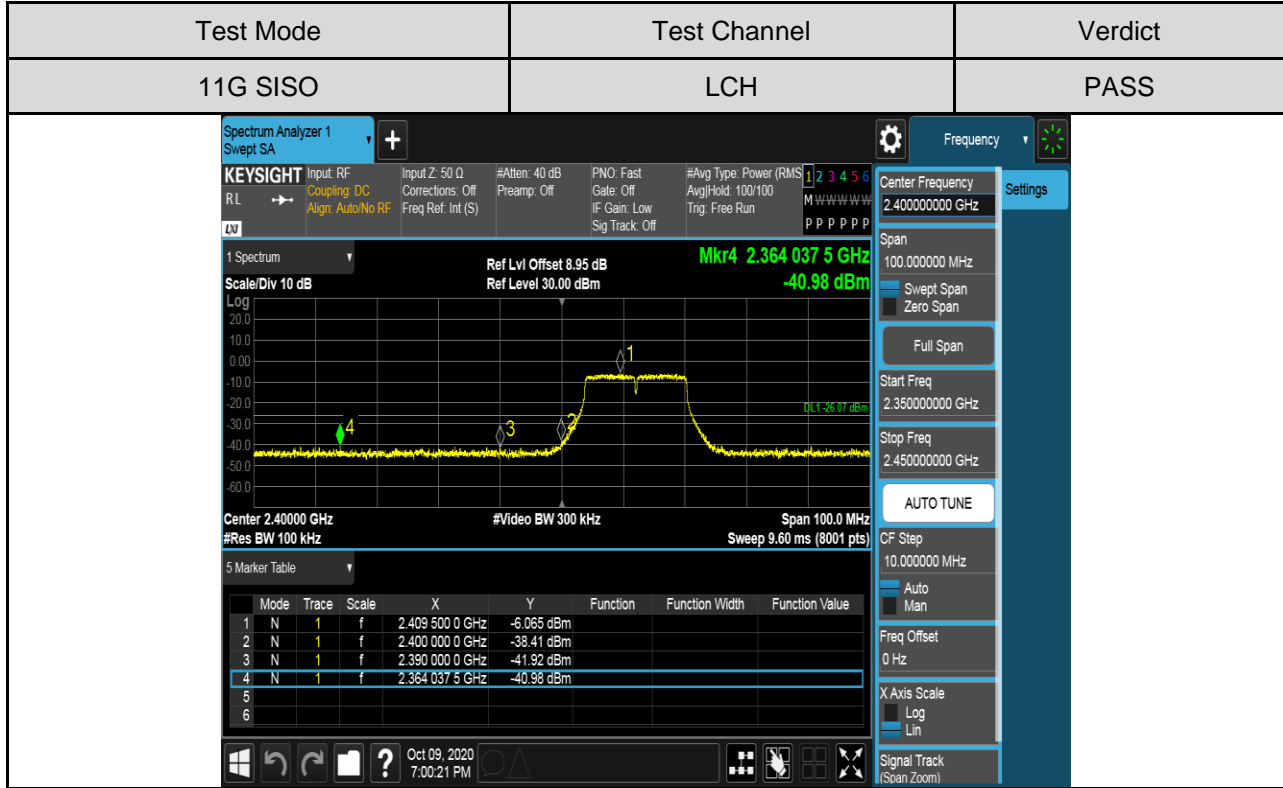 Test Mode Test Channel Verdict
11G SISO LCH PASS
Spectrum Analyzer 1
Swept SA
+
Frequency
KEYSIGHT Input: RF Input Z: 50 Ω #Atten: 40 dB PNO: Fast #Avg Type: Power (RMS 1 2 3 4 5 6
RL Coupling: DC Corrections: Off Preamp: Off Gate: Off Avg|Hold: 100/100 M W W W W W
Align: Auto/No RF Freq Ref: Int (S) IF Gain: Low Trig: Free Run
LXI Sig Track: Off P P P P P P
1 Spectrum
Ref Lvl Offset 8.95 dB Mkr4 2.364 037 5 GHz
Scale/Div 10 dB Ref Level 30.00 dBm -40.98 dBm
Log
20.0
10.0
0.00
-10.0
-20.0
-30.0
-40.0
-50.0
-60.0
1
DL1 -26.07 dBm
4 3 2
Center 2.40000 GHz #Video BW 300 kHz Span 100.0 MHz
#Res BW 100 kHz Sweep 9.60 ms (8001 pts)
5 Marker Table
Mode Trace Scale X Y Function Function Width Function Value
1 N 1 f 2.409 500 0 GHz -6.065 dBm
2 N 1 f 2.400 000 0 GHz -38.41 dBm
3 N 1 f 2.390 000 0 GHz -41.92 dBm
4 N 1 f 2.364 037 5 GHz -40.98 dBm
5
6
?
Oct 09, 2020
7:00:21 PM
Center Frequency
2.400000000 GHz
Settings
Span
100.000000 MHz
Swept Span
Zero Span
Full Span
Start Freq
2.350000000 GHz
Stop Freq
2.450000000 GHz
AUTO TUNE
CF Step
10.000000 MHz
Auto
Man
Freq Offset
0 Hz
X Axis Scale
Log
Lin
Signal Track
(Span Zoom)